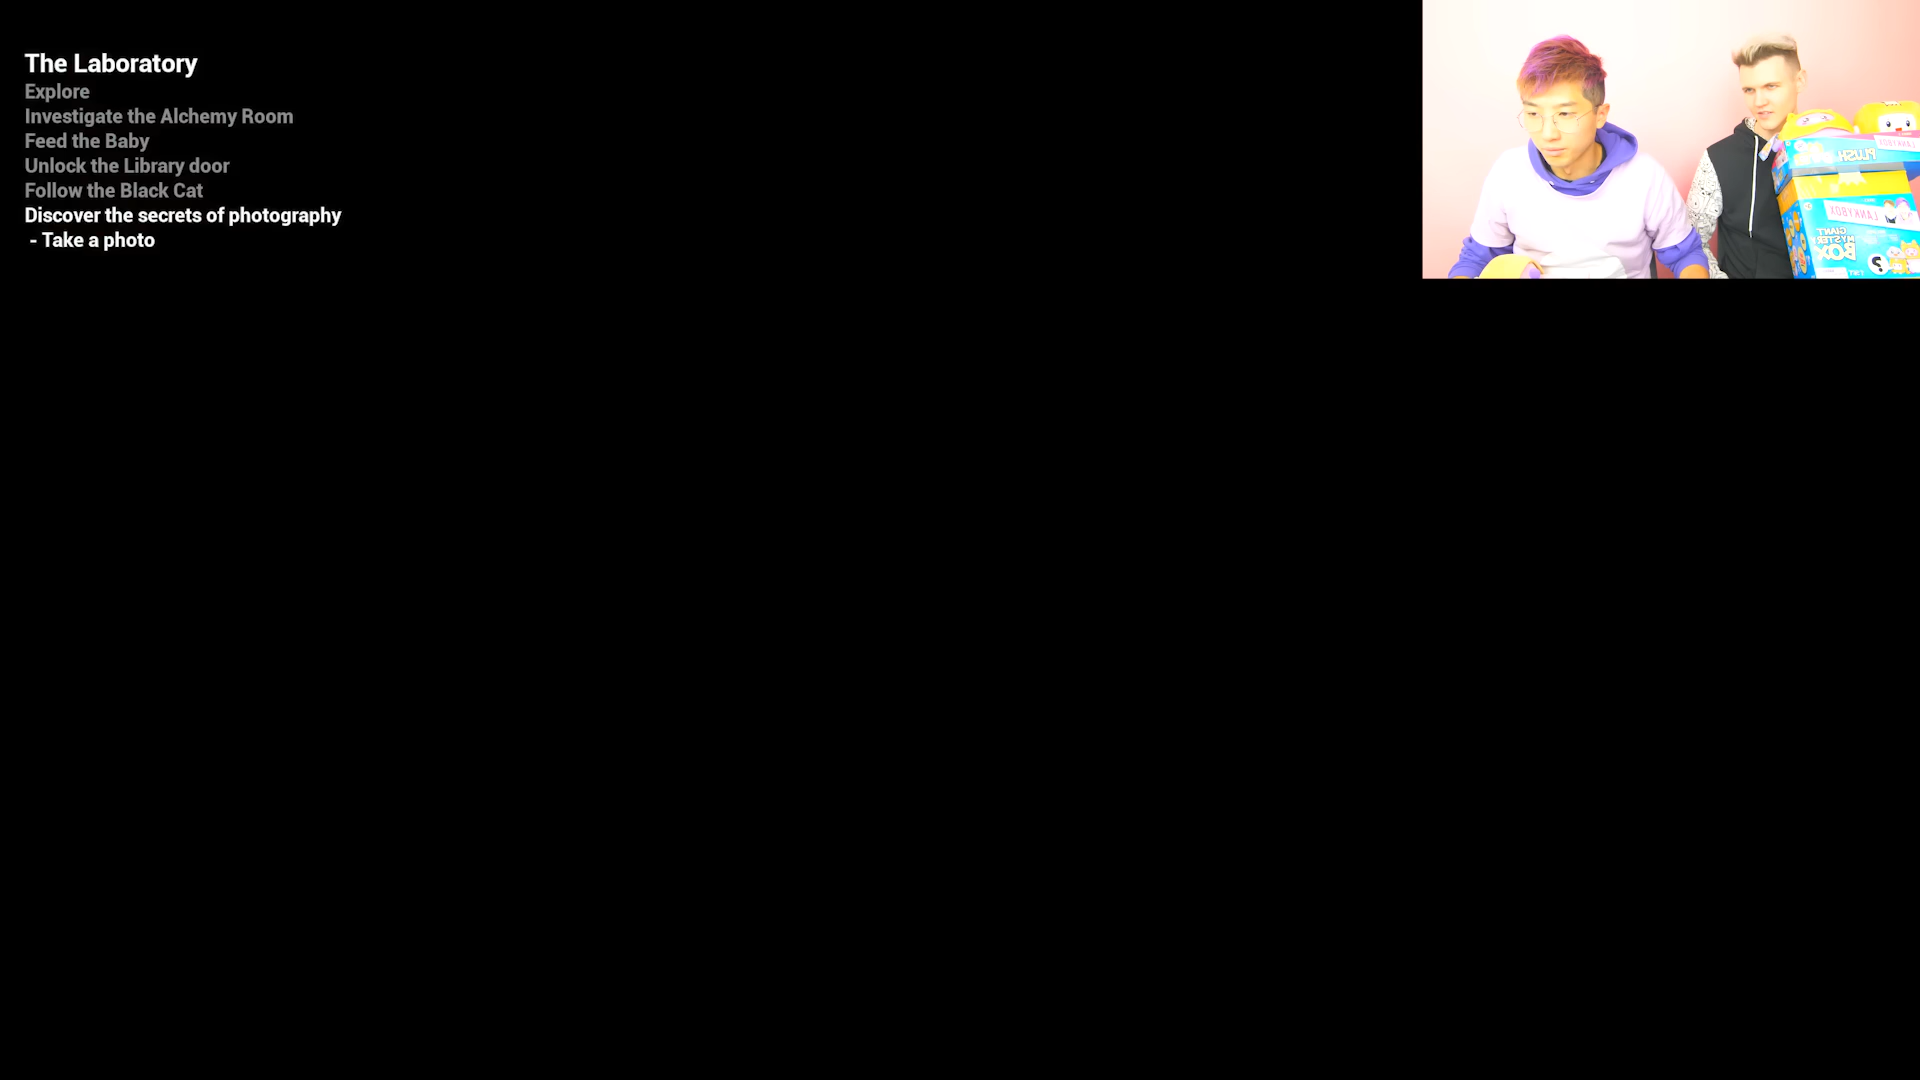 The Laboratory
Explore
Investigate the Alchemy Room
Feed the Baby
Unlock the Library door
Follow the Black Cat
Discover the secrets of photography
- Take a photo
PLUSH
LANKYBOX
LANKYBOX
GIANT
MYSTERY
BOX
?